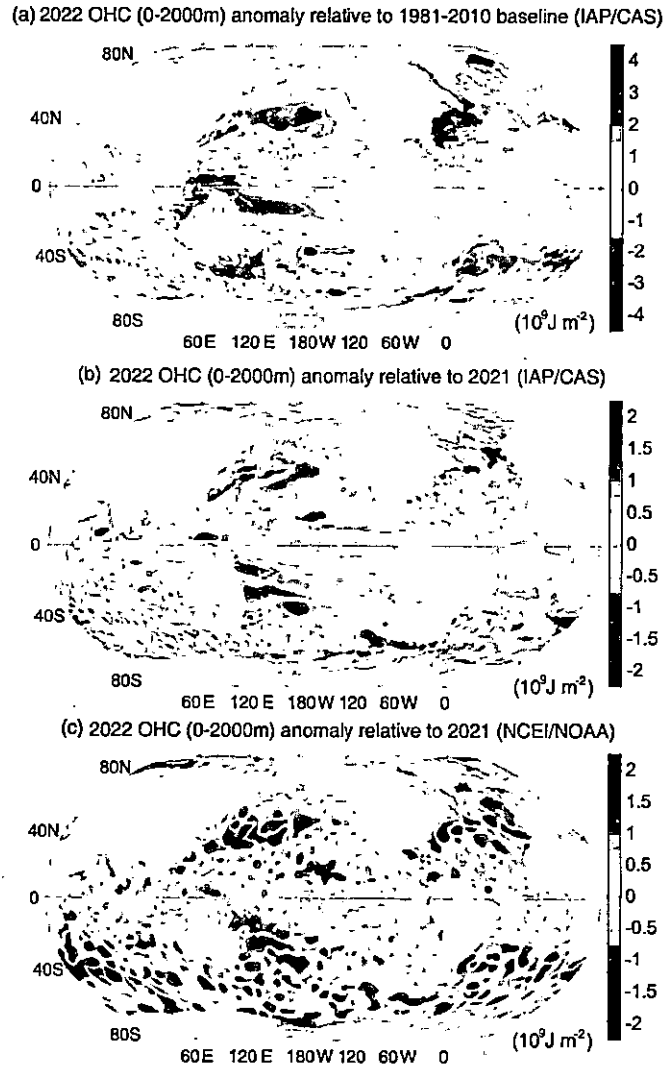 (a) 2022 OHC (0-2000m) anomaly relative to 1981-2010 baseline (IAP/CAS)
80N
40N
0
40S
80S
60E 120E 180W 120 60W 0
4
3
2
1
0
-1
-2
-3
-4
(10⁹J m⁻²)
(b) 2022 OHC (0-2000m) anomaly relative to 2021 (IAP/CAS)
80N
40N
0
40S
80S
60E 120E 180W 120 60W 0
2
1.5
1
0.5
0
-0.5
-1
-1.5
-2
(10⁹J m⁻²)
(c) 2022 OHC (0-2000m) anomaly relative to 2021 (NCEI/NOAA)
80N
40N
0
40S
80S
60E 120E 180W 120 60W 0
2
1.5
1
0.5
0
-0.5
-1
-1.5
-2
(10⁹J m⁻²)